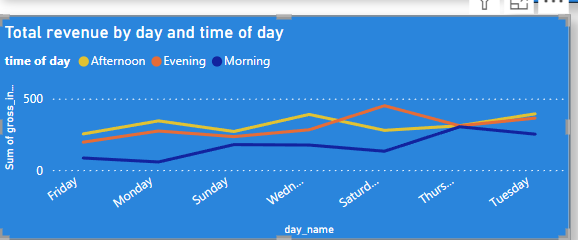 Total revenue by day and time of day
time of day Afternoon Evening Morning
Sum of gross_in...
500
0
Friday
Monday
Sunday
Wedn...
Saturd...
Thurs...
Tuesday
day_name